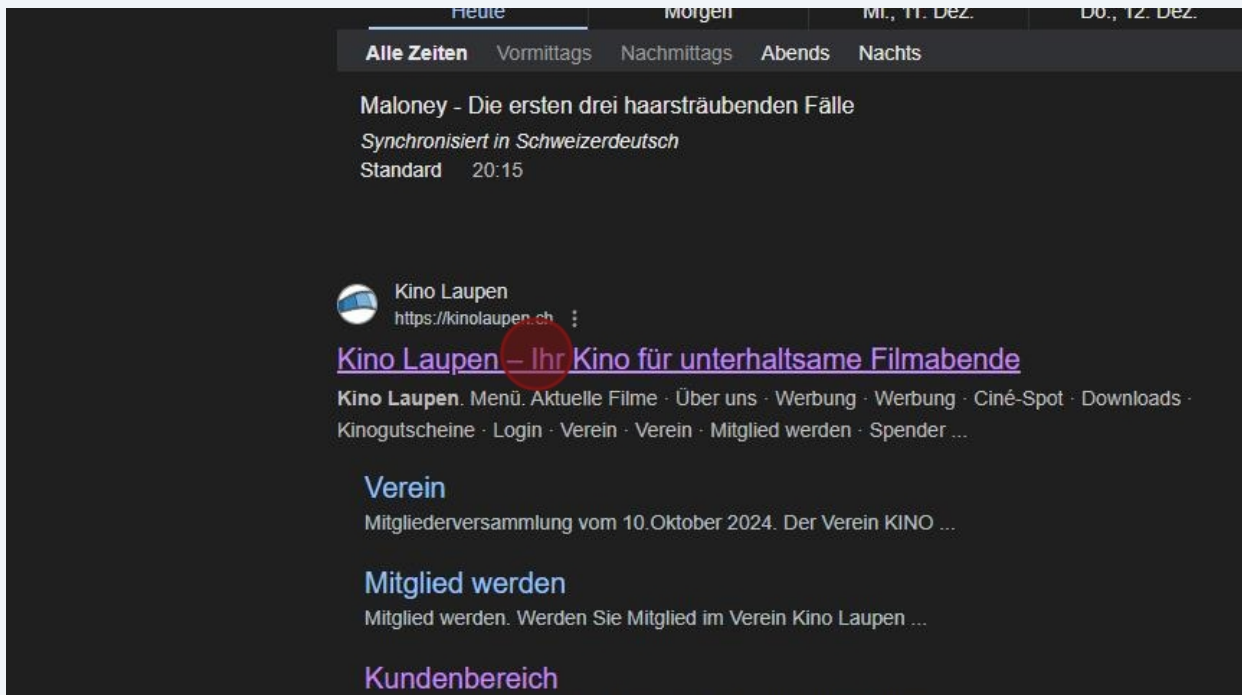 Heute Morgen Mi., 11. Dez. Do., 12. Dez.
Alle Zeiten Vormittags Nachmittags Abends Nachts
Maloney - Die ersten drei haarsträubenden Fälle
Synchronisiert in Schweizerdeutsch
Standard 20:15
Kino Laupen
https://kinolaupen.ch
Kino Laupen – Ihr Kino für unterhaltsame Filmabende
Kino Laupen. Menü. Aktuelle Filme · Über uns · Werbung · Werbung · Ciné-Spot · Downloads ·
Kinogutscheine · Login · Verein · Verein · Mitglied werden · Spender ...
Verein
Mitgliederversammlung vom 10.Oktober 2024. Der Verein KINO ...
Mitglied werden
Mitglied werden. Werden Sie Mitglied im Verein Kino Laupen ...
Kundenbereich